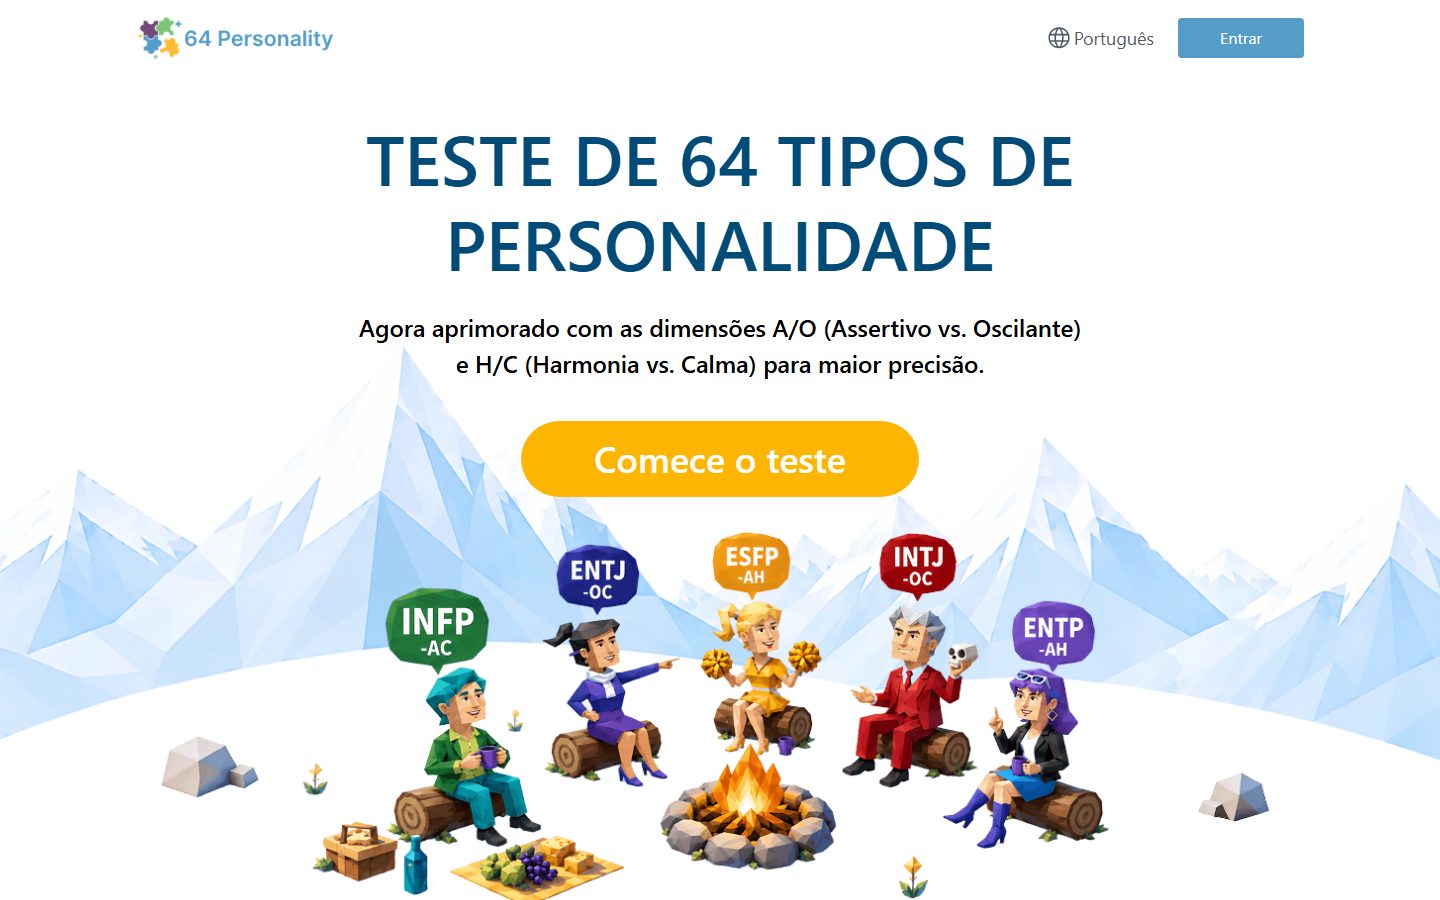 64 Personality
Português
Entrar
TESTE DE 64 TIPOS DE
PERSONALIDADE
Agora aprimorado com as dimensões A/O (Assertivo vs. Oscilante)
e H/C (Harmonia vs. Calma) para maior precisão.
Comece o teste
INFP
-AC
ENTJ
-OC
ESFP
-AH
INTJ
-OC
ENTP
-AH